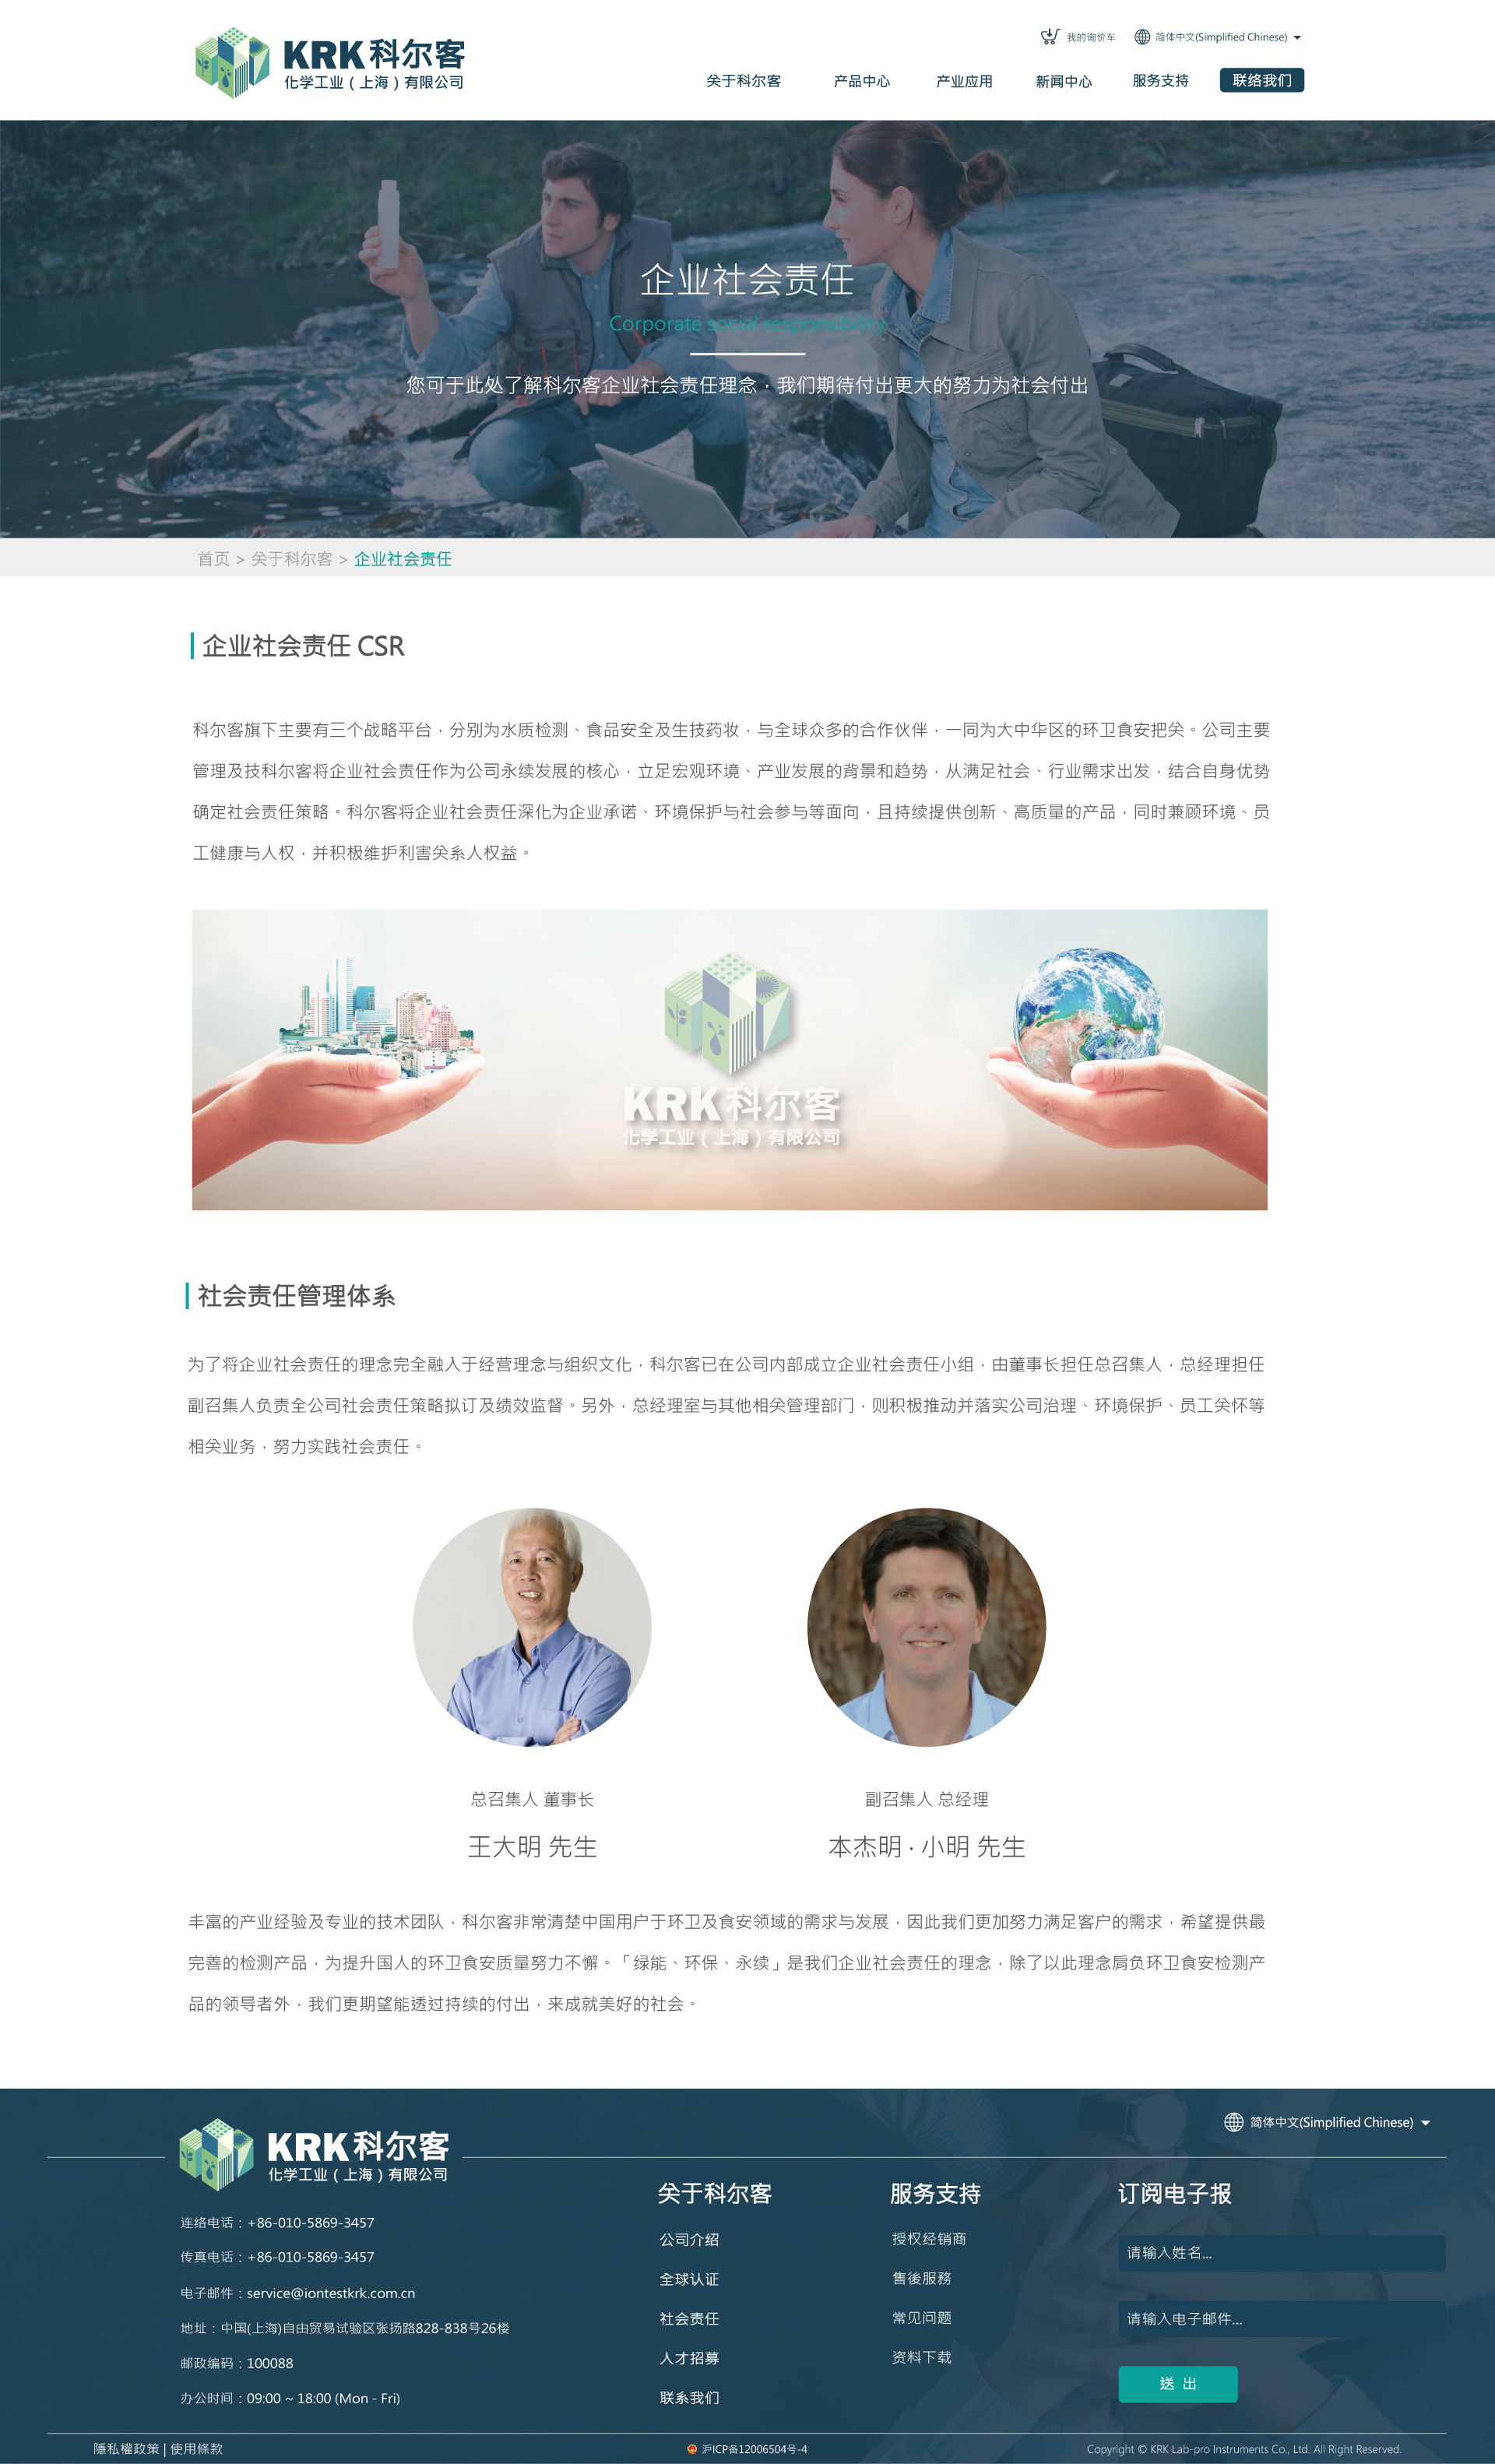 KRK科尔客
化学工业（上海）有限公司
我的询价车
简体中文(Simplified Chinese)
关于科尔客
产品中心
产业应用
新闻中心
服务支持
联络我们
企业社会责任
Corporate social responsibility
您可于此处了解科尔客企业社会责任理念，我们期待付出更大的努力为社会付出
首页 > 关于科尔客 > 企业社会责任
企业社会责任 CSR
科尔客旗下主要有三个战略平台，分别为水质检测、食品安全及生技药妆，与全球众多的合作伙伴，一同为大中华区的环卫食安把关。公司主要
管理及技科尔客将企业社会责任作为公司永续发展的核心，立足宏观环境、产业发展的背景和趋势，从满足社会、行业需求出发，结合自身优势
确定社会责任策略。科尔客将企业社会责任深化为企业承诺、环境保护与社会参与等面向，且持续提供创新、高质量的产品，同时兼顾环境、员
工健康与人权，并积极维护利害关系人权益。
KRK科尔客
化学工业（上海）有限公司
社会责任管理体系
为了将企业社会责任的理念完全融入于经营理念与组织文化，科尔客已在公司内部成立企业社会责任小组，由董事长担任总召集人，总经理担任
副召集人负责全公司社会责任策略拟订及绩效监督。另外，总经理室与其他相关管理部门，则积极推动并落实公司治理、环境保护、员工关怀等
相关业务，努力实践社会责任。
总召集人 董事长
王大明 先生
副召集人 总经理
本杰明 · 小明 先生
丰富的产业经验及专业的技术团队，科尔客非常清楚中国用户于环卫及食安领域的需求与发展，因此我们更加努力满足客户的需求，希望提供最
完善的检测产品，为提升国人的环卫食安质量努力不懈。「绿能、环保、永续」是我们企业社会责任的理念，除了以此理念肩负环卫食安检测产
品的领导者外，我们更期望能透过持续的付出，来成就美好的社会。
简体中文(Simplified Chinese)
KRK科尔客
化学工业（上海）有限公司
连络电话：+86-010-5869-3457
传真电话：+86-010-5869-3457
电子邮件：service@iontestkrk.com.cn
地址：中国(上海)自由贸易试验区张扬路828-838号26楼
邮政编码：100088
办公时间：09:00 ~ 18:00 (Mon - Fri)
关于科尔客
公司介绍
全球认证
社会责任
人才招募
联系我们
服务支持
授权经销商
售後服務
常见问题
资料下载
订阅电子报
请输入姓名...
请输入电子邮件...
送 出
隱私權政策 | 使用條款
沪ICP备12006504号-4
Copyright © KRK Lab-pro Instruments Co., Ltd. All Right Reserved.